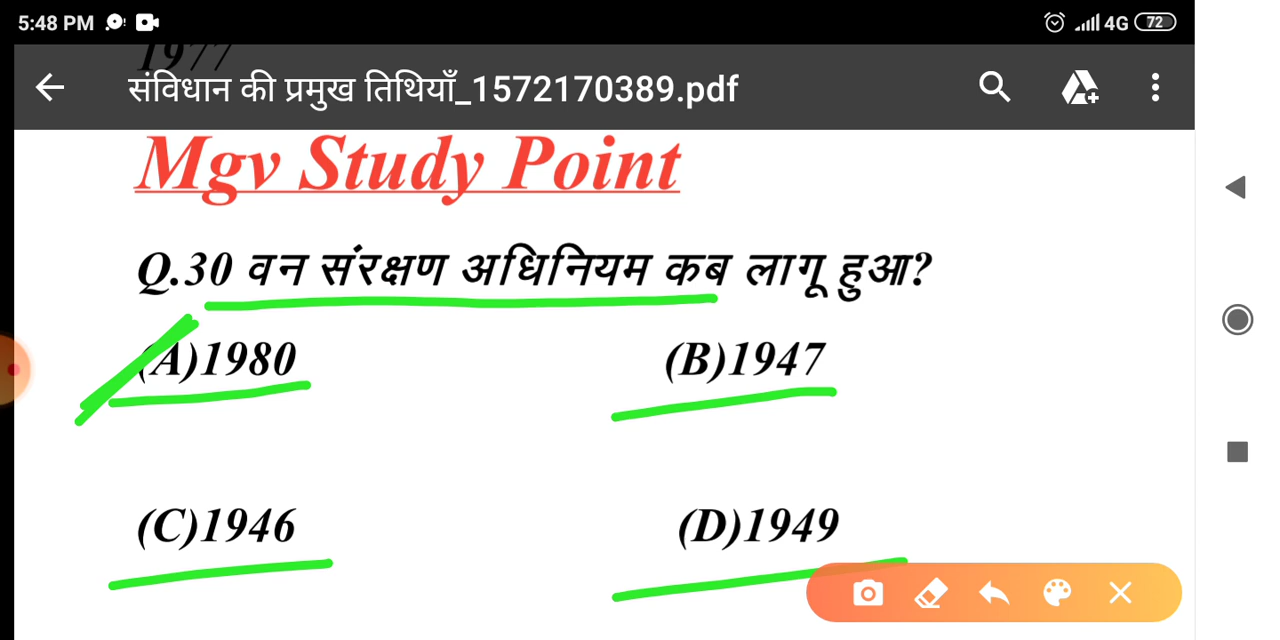 5:48 PM 4G 72
1977
संविधान की प्रमुख तिथियाँ_1572170389.pdf
Mgv Study Point
Q.30 वन संरक्षण अधिनियम कब लागू हुआ?
(A)1980 (B)1947
(C)1946 (D)1949